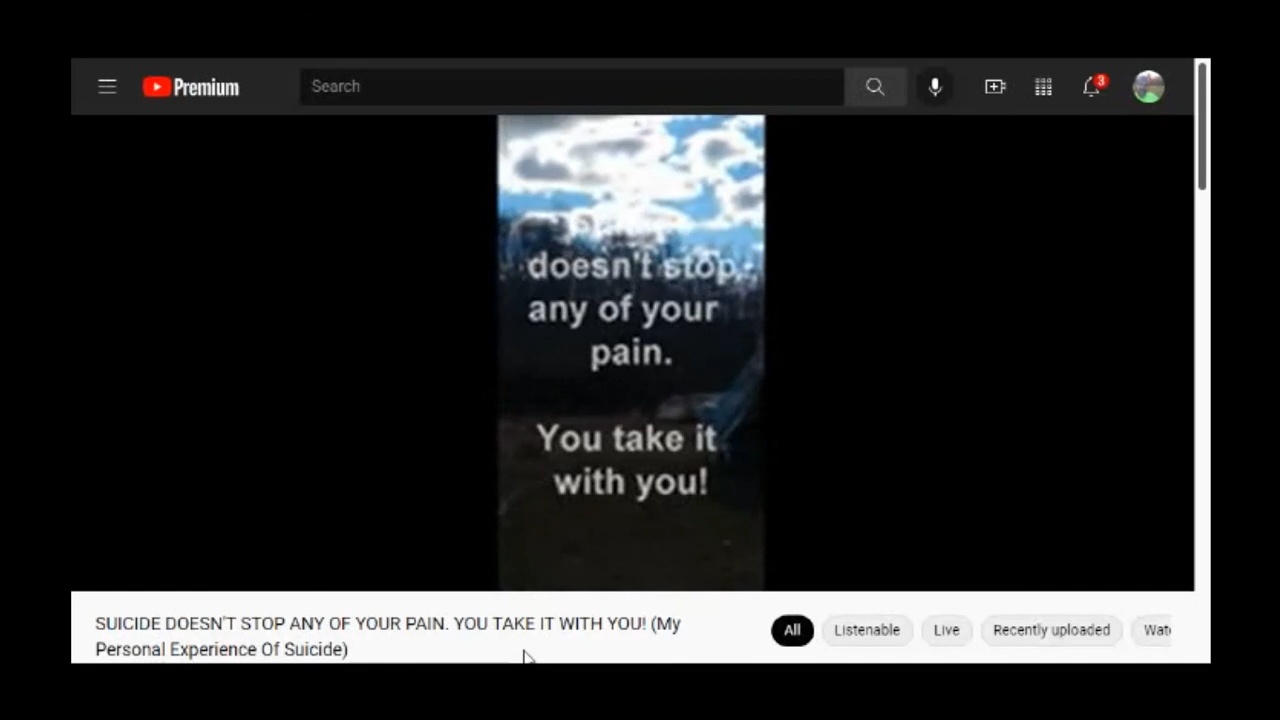 Premium
Search
3
doesn't stop
any of your
pain.
You take it
with you!
SUICIDE DOESN'T STOP ANY OF YOUR PAIN. YOU TAKE IT WITH YOU! (My
Personal Experience Of Suicide)
All
Listenable
Live
Recently uploaded